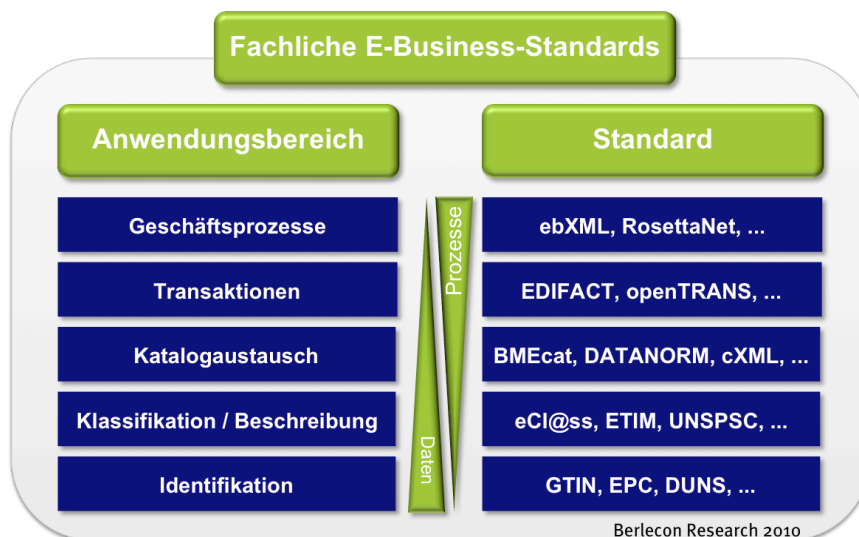 Fachliche E-Business-Standards
Anwendungsbereich
Standard
Geschäftsprozesse
ebXML, RosettaNet, ...
Transaktionen
EDIFACT, openTRANS, ...
Katalogaustausch
BMEcat, DATANORM, cXML, ...
Klassifikation / Beschreibung
eCl@ss, ETIM, UNSPSC, ...
Identifikation
GTIN, EPC, DUNS, ...
Prozesse
Daten
Berlecon Research 2010